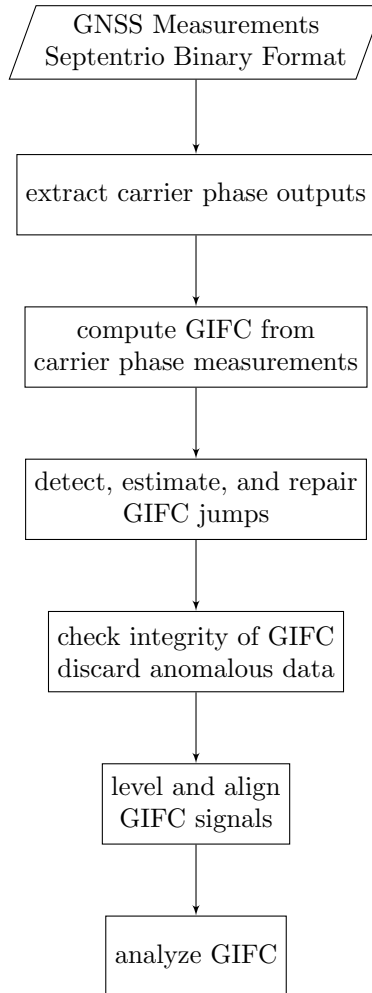 GNSS Measurements
Septentrio Binary Format
extract carrier phase outputs
compute GIFC from
carrier phase measurements
detect, estimate, and repair
GIFC jumps
check integrity of GIFC
discard anomalous data
level and align
GIFC signals
analyze GIFC